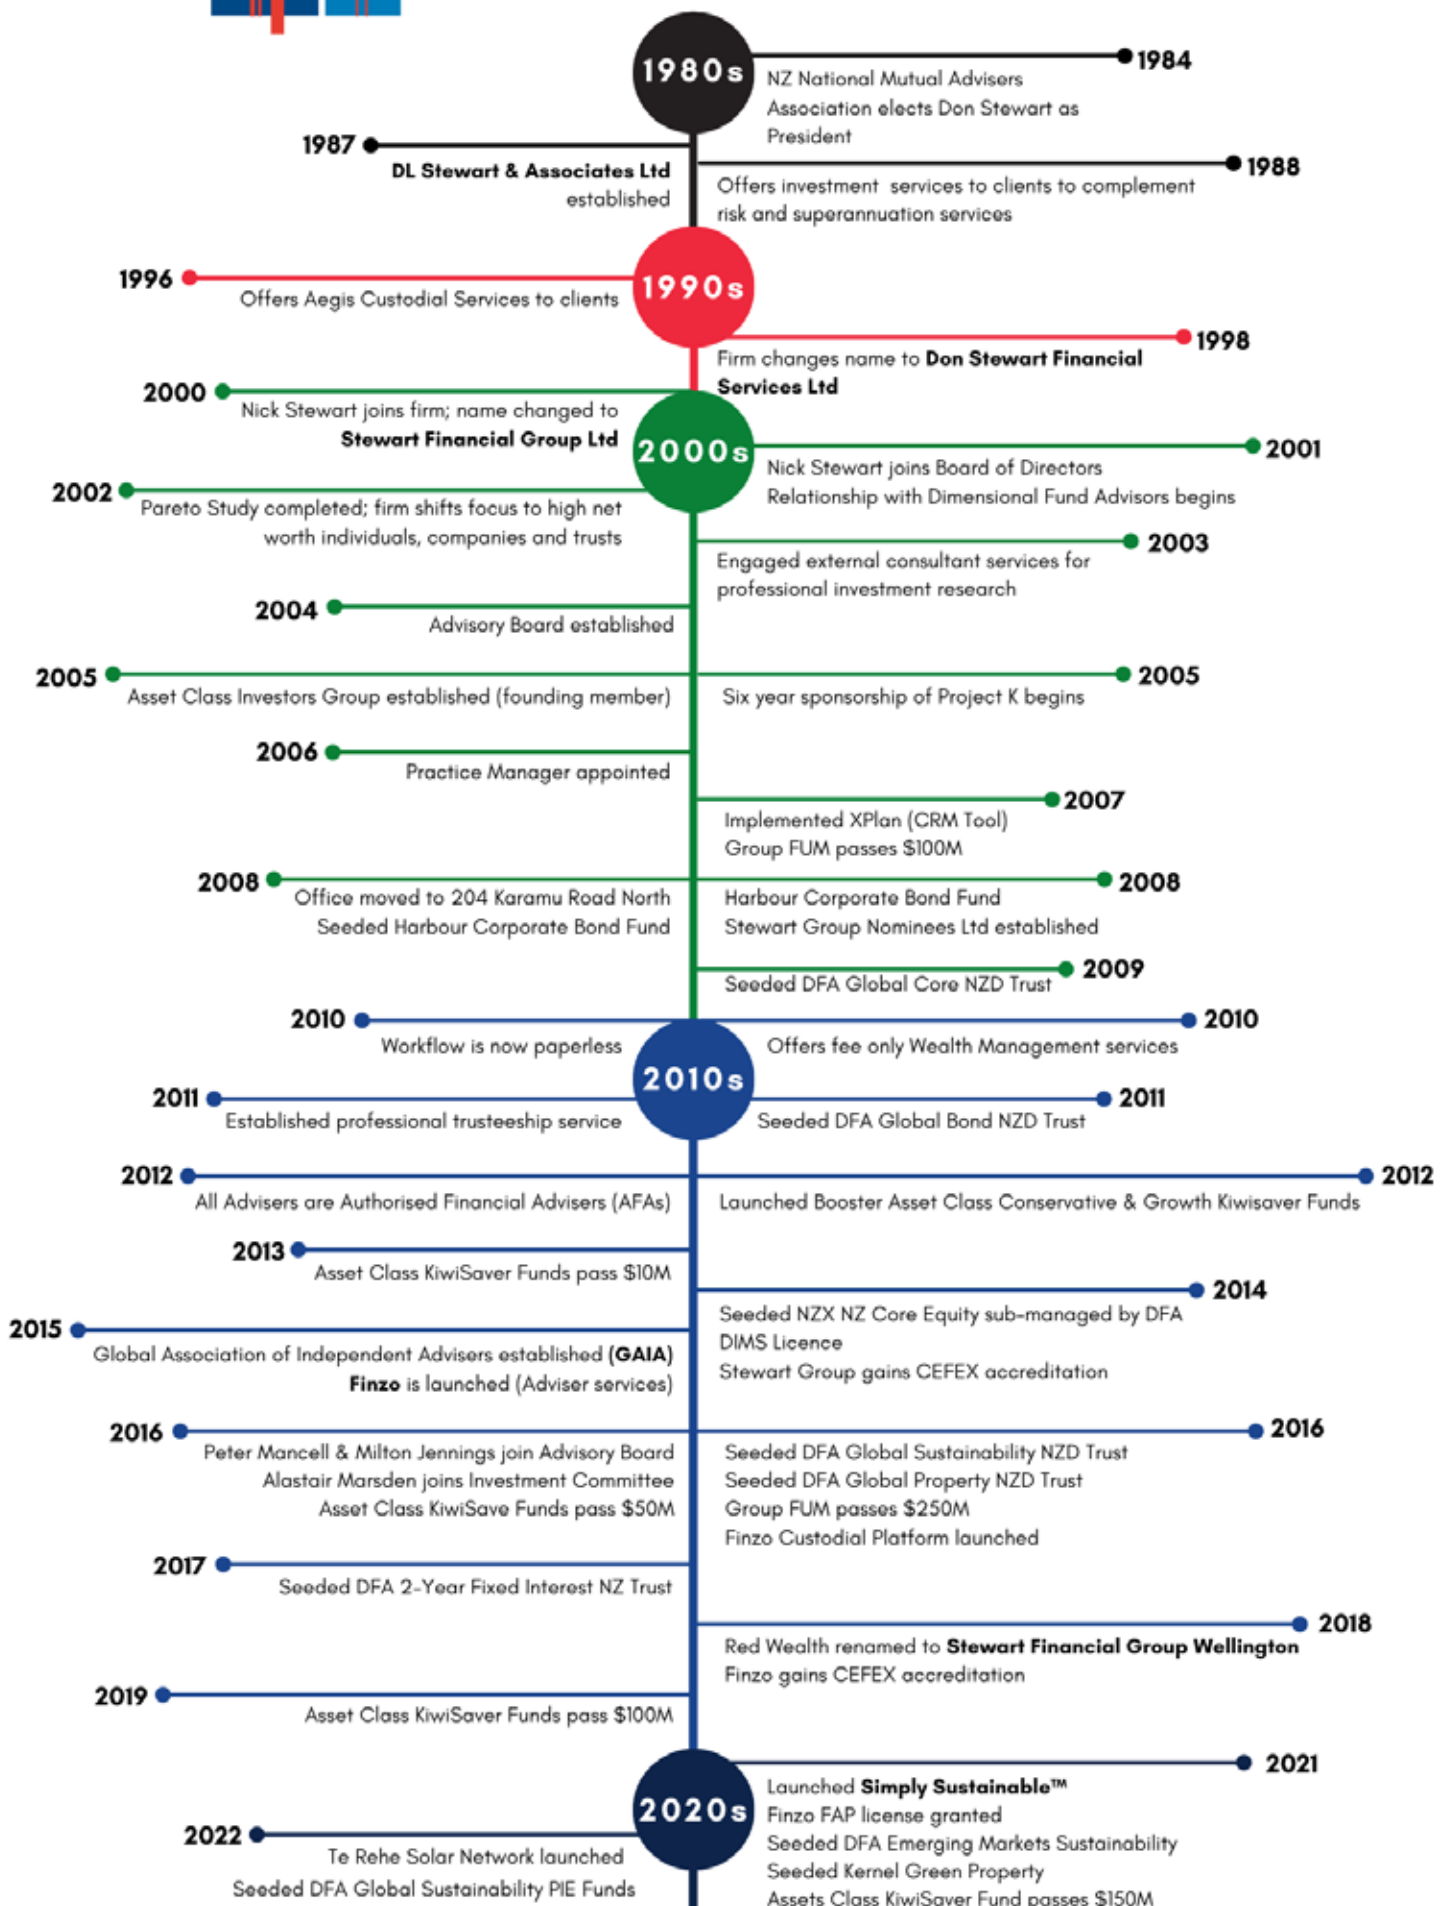 1980s
1984
NZ National Mutual Advisers
Association elects Don Stewart as
President
1987
DL Stewart & Associates Ltd
established
1988
Offers investment services to clients to complement
risk and superannuation services
1990s
1996
Offers Aegis Custodial Services to clients
1998
Firm changes name to Don Stewart Financial
Services Ltd
2000
Nick Stewart joins firm; name changed to
Stewart Financial Group Ltd
2000s
2001
Nick Stewart joins Board of Directors
Relationship with Dimensional Fund Advisors begins
2002
Pareto Study completed; firm shifts focus to high net
worth individuals, companies and trusts
2003
Engaged external consultant services for
professional investment research
2004
Advisory Board established
2005
Asset Class Investors Group established (founding member)
2005
Six year sponsorship of Project K begins
2006
Practice Manager appointed
2007
Implemented XPlan (CRM Tool)
Group FUM passes $100M
2008
Office moved to 204 Karamu Road North
Seeded Harbour Corporate Bond Fund
2008
Harbour Corporate Bond Fund
Stewart Group Nominees Ltd established
2009
Seeded DFA Global Core NZD Trust
2010
Workflow is now paperless
2010
Offers fee only Wealth Management services
2010s
2011
Established professional trusteeship service
2011
Seeded DFA Global Bond NZD Trust
2012
All Advisers are Authorised Financial Advisers (AFAs)
2012
Launched Booster Asset Class Conservative & Growth Kiwisaver Funds
2013
Asset Class KiwiSaver Funds pass $10M
2014
Seeded NZX NZ Core Equity sub-managed by DFA
DIMS Licence
Stewart Group gains CEFEX accreditation
2015
Global Association of Independent Advisers established (GAIA)
Finzo is launched (Adviser services)
2016
Peter Mancell & Milton Jennings join Advisory Board
Alastair Marsden joins Investment Committee
Asset Class KiwiSave Funds pass $50M
2016
Seeded DFA Global Sustainability NZD Trust
Seeded DFA Global Property NZD Trust
Group FUM passes $250M
Finzo Custodial Platform launched
2017
Seeded DFA 2-Year Fixed Interest NZ Trust
2018
Red Wealth renamed to Stewart Financial Group Wellington
Finzo gains CEFEX accreditation
2019
Asset Class KiwiSaver Funds pass $100M
2020s
2021
Launched Simply Sustainable™
Finzo FAP license granted
Seeded DFA Emerging Markets Sustainability
Seeded Kernel Green Property
Assets Class KiwiSaver Fund passes $150M
2022
Te Rehe Solar Network launched
Seeded DFA Global Sustainability PIE Funds